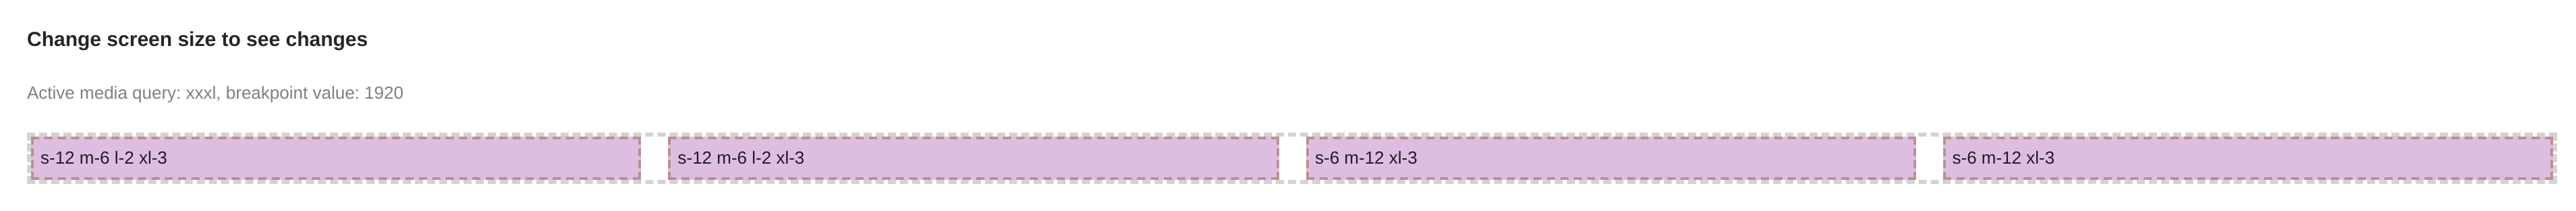 Change screen size to see changes
Active media query: xxxl, breakpoint value: 1920
s-12 m-6 l-2 xl-3
s-12 m-6 l-2 xl-3
s-6 m-12 xl-3
s-6 m-12 xl-3